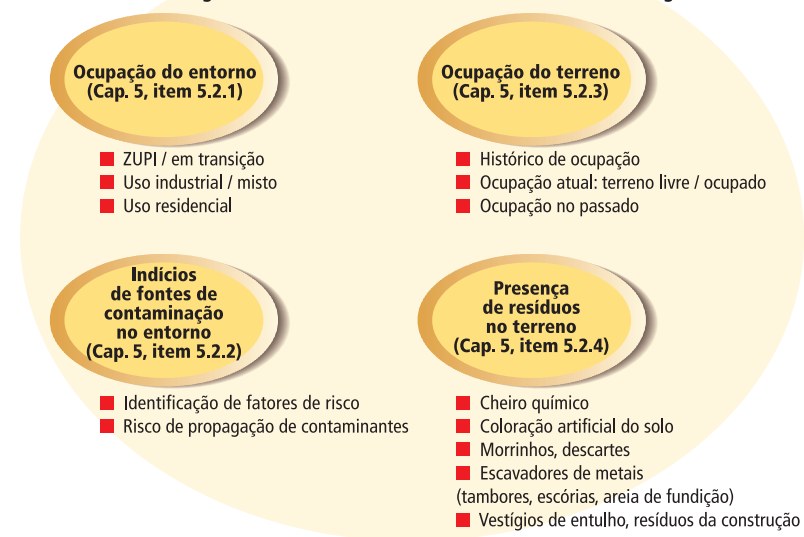 Ocupação do entorno
(Cap. 5, item 5.2.1)
ZUPI / em transição
Uso industrial / misto
Uso residencial
Ocupação do terreno
(Cap. 5, item 5.2.3)
Histórico de ocupação
Ocupação atual: terreno livre / ocupado
Ocupação no passado
Indícios
de fontes de
contaminação
no entorno
(Cap. 5, item 5.2.2)
Identificação de fatores de risco
Risco de propagação de contaminantes
Presença
de resíduos
no terreno
(Cap. 5, item 5.2.4)
Cheiro químico
Coloração artificial do solo
Morrinhos, descartes
Escavadores de metais
(tambores, escórias, areia de fundição)
Vestígios de entulho, resíduos da construção